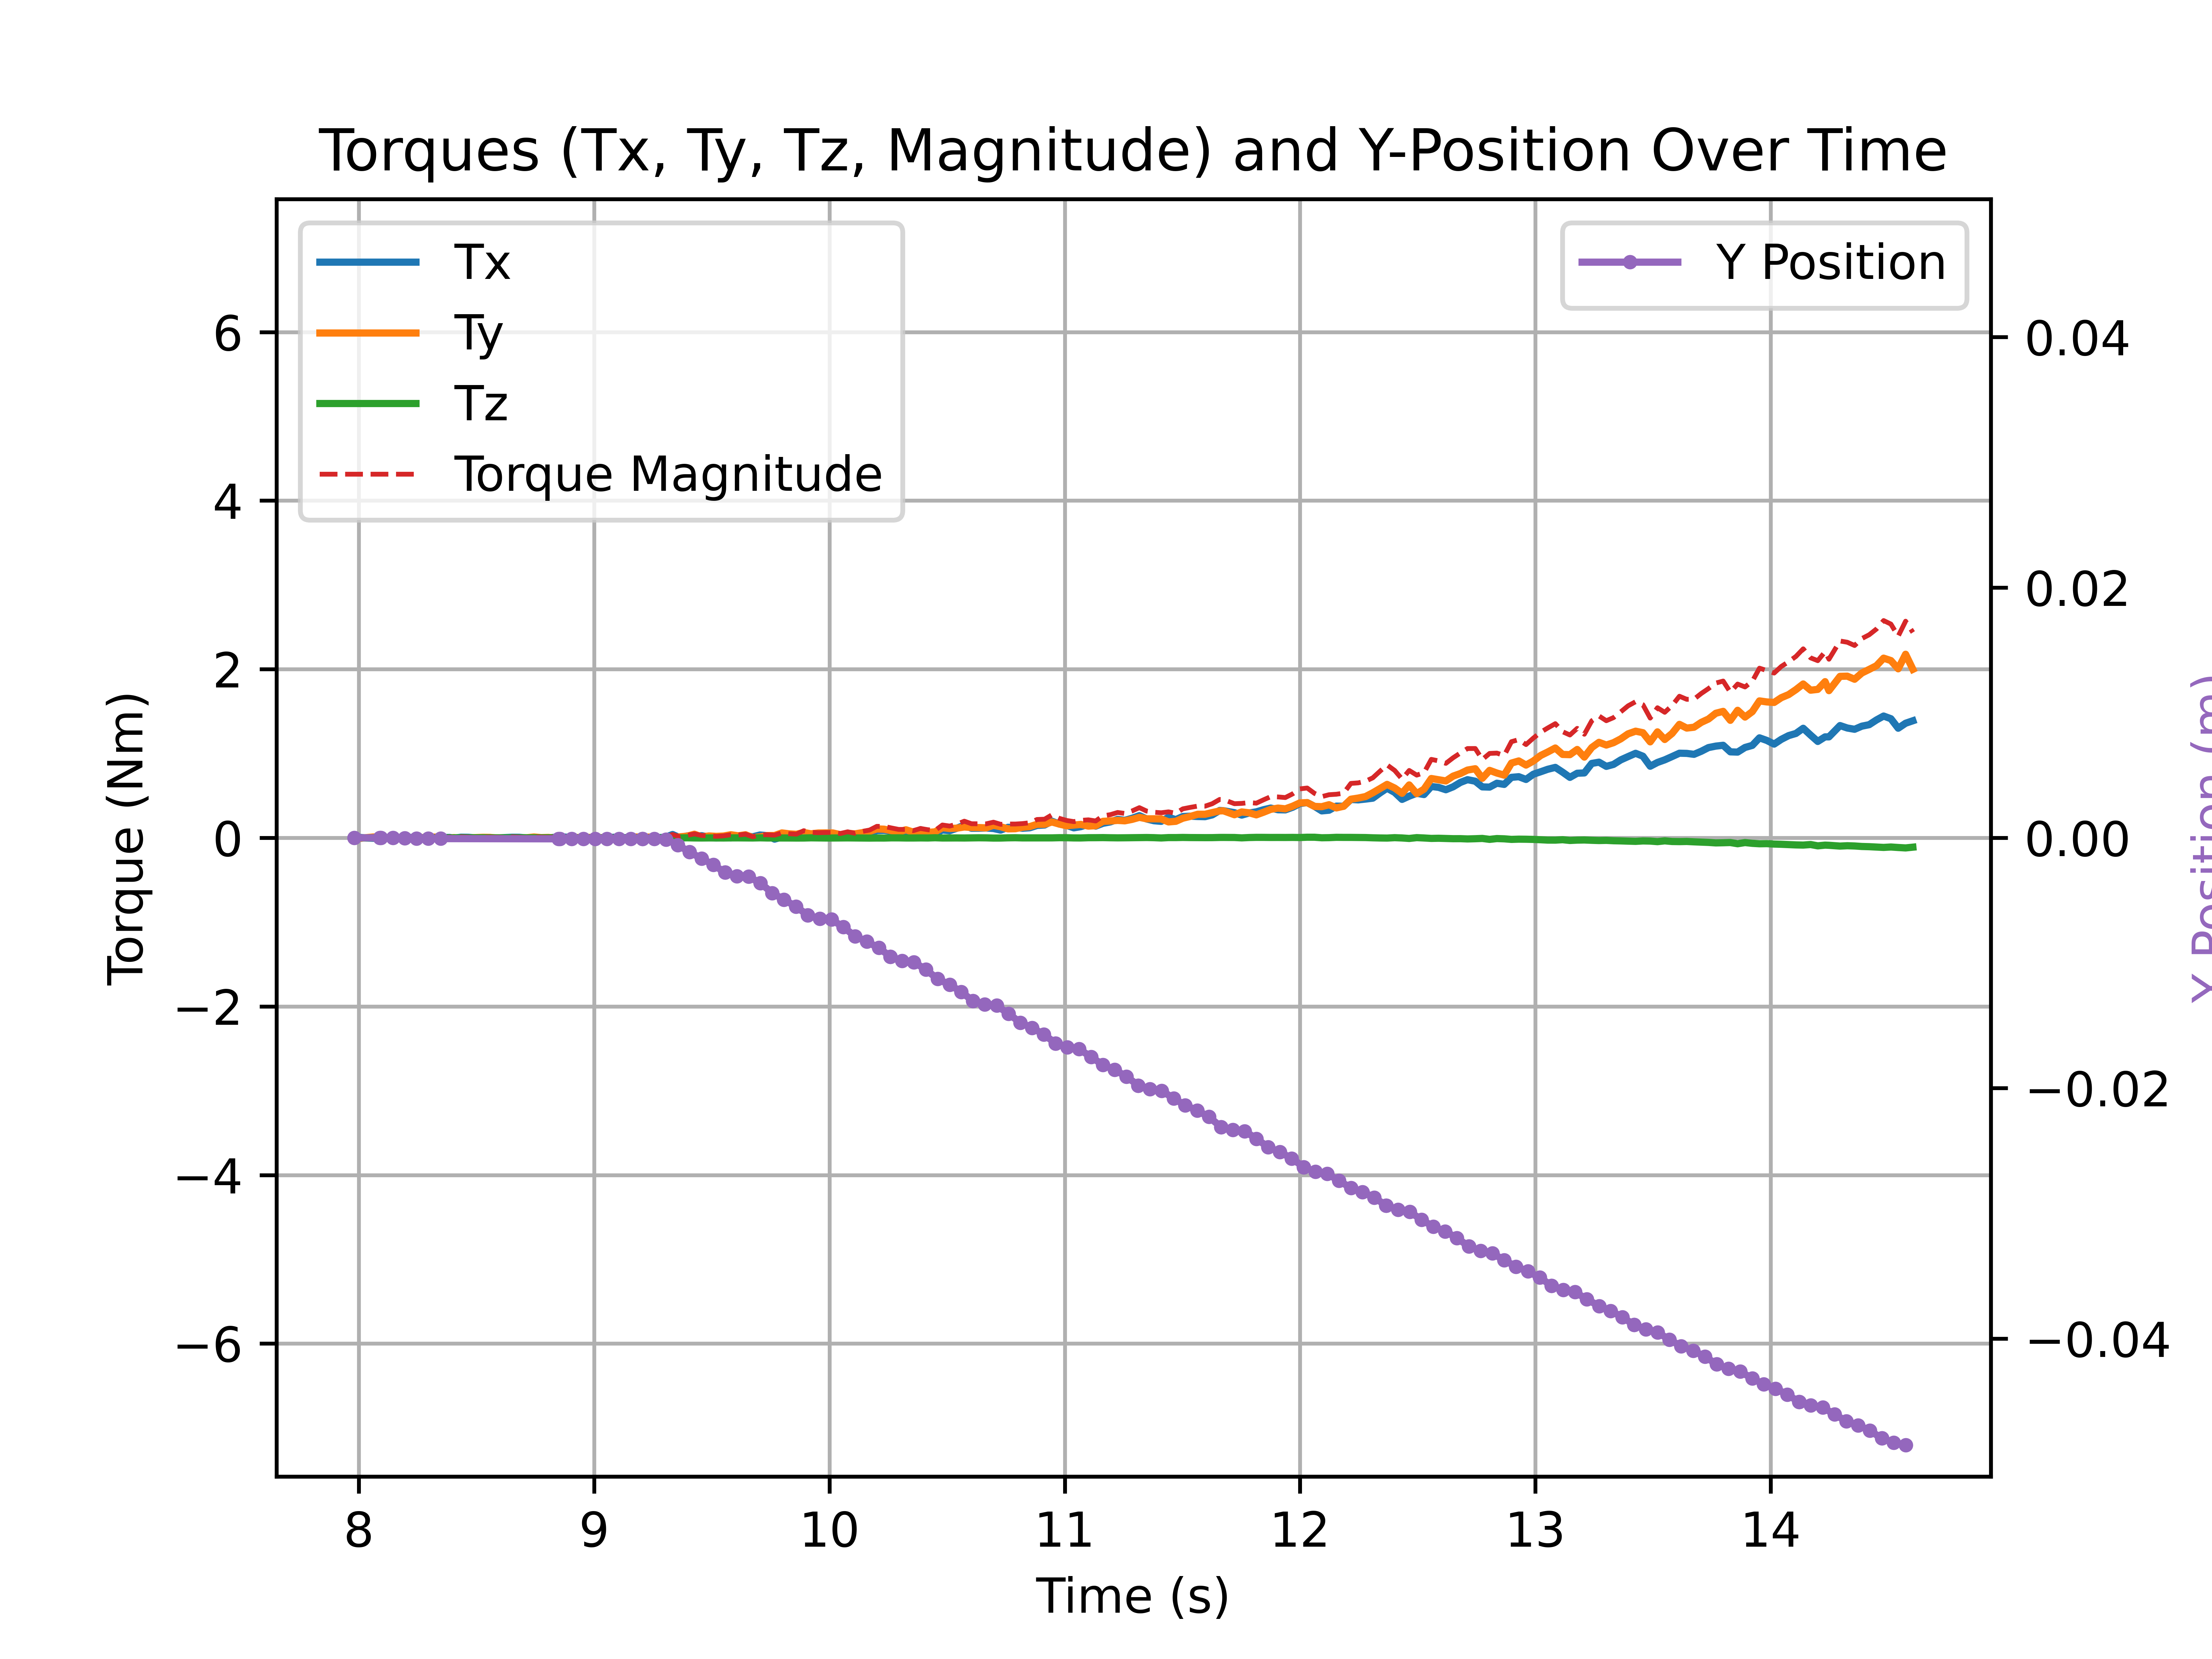 Torques (Tx, Ty, Tz, Magnitude) and Y-Position Over Time
Tx
Ty
Tz
Torque Magnitude
Y Position
Torque (Nm)
6
4
2
0
−2
−4
−6
0.04
0.02
0.00
−0.02
−0.04
Y Position (m)
8 9 10 11 12 13 14
Time (s)